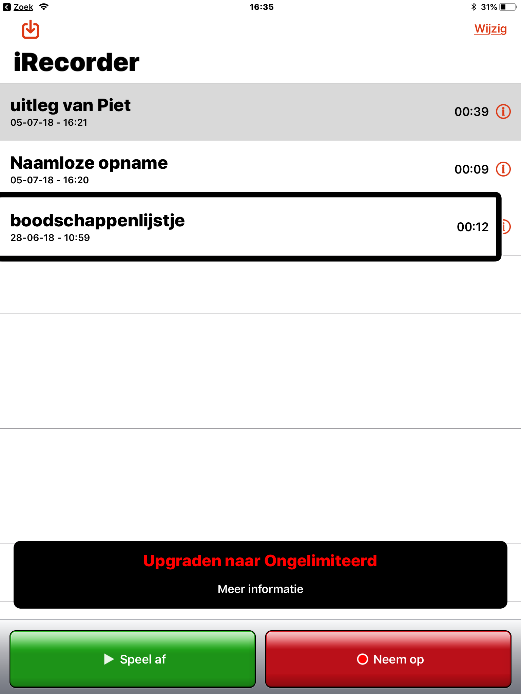 Zoek 16:35 31%
Wijzig
iRecorder
uitleg van Piet
05-07-18 - 16:21
00:39
Naamloze opname
05-07-18 - 16:20
00:09
boodschappenlijstje
28-06-18 - 10:59
00:12
Upgraden naar Ongelimiteerd
Meer informatie
Speel af
Neem op